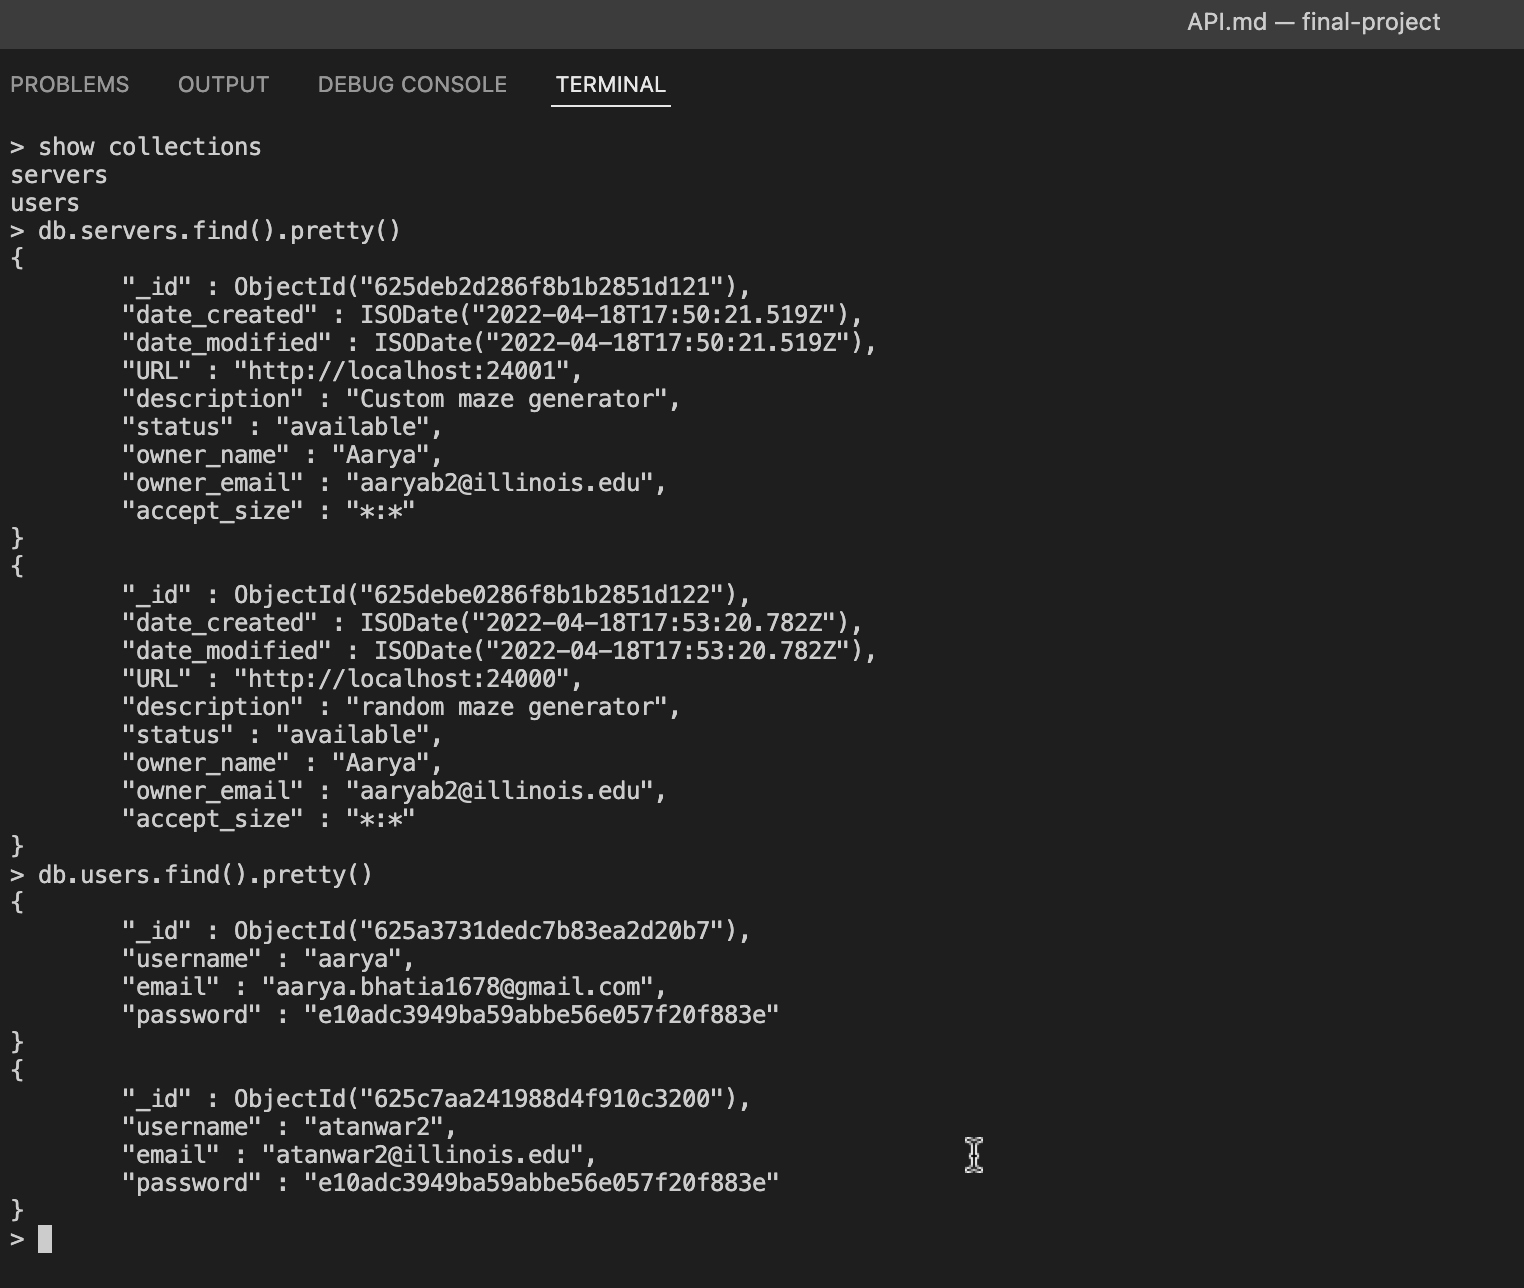 API.md — final-project
PROBLEMS OUTPUT DEBUG CONSOLE TERMINAL
> show collections
servers
users
> db.servers.find().pretty()
{
"_id" : ObjectId("625deb2d286f8b1b2851d121"),
"date_created" : ISODate("2022-04-18T17:50:21.519Z"),
"date_modified" : ISODate("2022-04-18T17:50:21.519Z"),
"URL" : "http://localhost:24001",
"description" : "Custom maze generator",
"status" : "available",
"owner_name" : "Aarya",
"owner_email" : "aaryab2@illinois.edu",
"accept_size" : "*:*"
}
{
"_id" : ObjectId("625debe0286f8b1b2851d122"),
"date_created" : ISODate("2022-04-18T17:53:20.782Z"),
"date_modified" : ISODate("2022-04-18T17:53:20.782Z"),
"URL" : "http://localhost:24000",
"description" : "random maze generator",
"status" : "available",
"owner_name" : "Aarya",
"owner_email" : "aaryab2@illinois.edu",
"accept_size" : "*:*"
}
> db.users.find().pretty()
{
"_id" : ObjectId("625a3731dedc7b83ea2d20b7"),
"username" : "aarya",
"email" : "aarya.bhatia1678@gmail.com",
"password" : "e10adc3949ba59abbe56e057f20f883e"
}
{
"_id" : ObjectId("625c7aa241988d4f910c3200"),
"username" : "atanwar2",
"email" : "atanwar2@illinois.edu",
"password" : "e10adc3949ba59abbe56e057f20f883e"
}
>